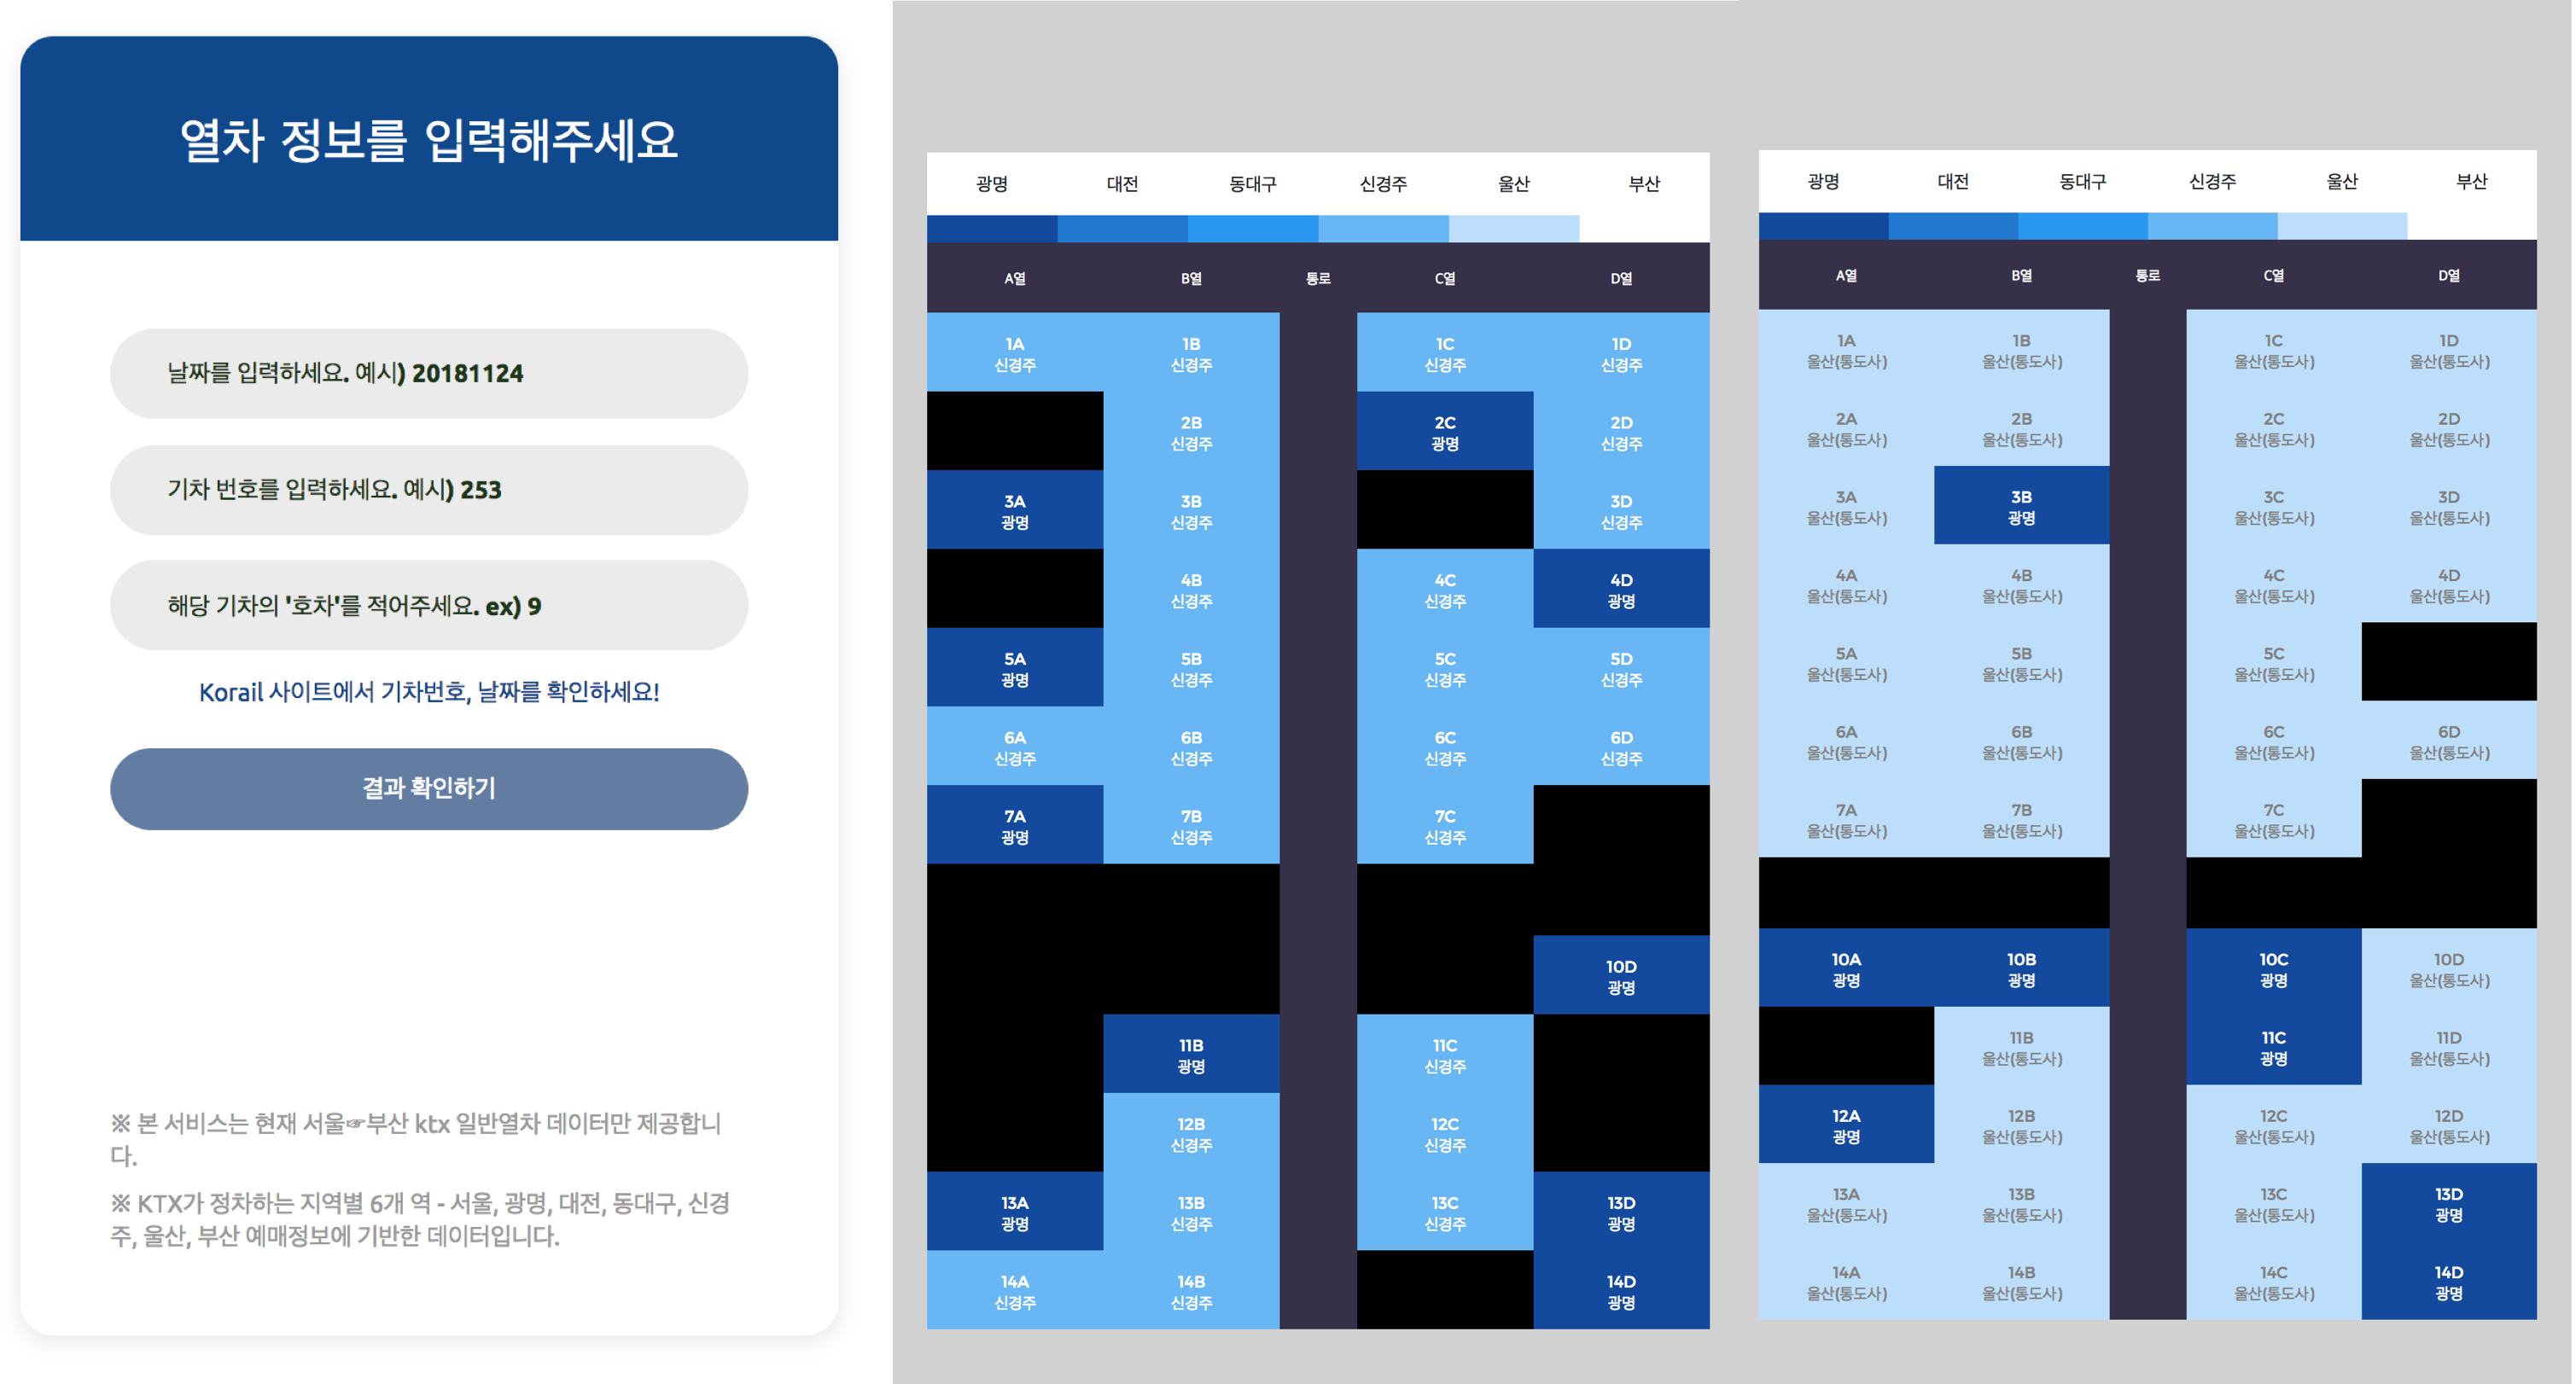 열차 정보를 입력해주세요
날짜를 입력하세요. 예시) 20181124
기차 번호를 입력하세요. 예시) 253
해당 기차의 '호차'를 적어주세요. ex) 9
Korail 사이트에서 기차번호, 날짜를 확인하세요!
결과 확인하기
※ 본 서비스는 현재 서울☞부산 ktx 일반열차 데이터만 제공합니
다.
※ KTX가 정차하는 지역별 6개 역 - 서울, 광명, 대전, 동대구, 신경
주, 울산, 부산 예매정보에 기반한 데이터입니다.
광명 대전 동대구 신경주 울산 부산
A열 B열 통로 C열 D열
1A 1B 1C 1D
신경주 신경주 신경주 신경주
2B 2C 2D
신경주 광명 신경주
3A 3B 3D
광명 신경주 신경주
4B 4C 4D
신경주 신경주 광명
5A 5B 5C 5D
광명 신경주 신경주 신경주
6A 6B 6C 6D
신경주 신경주 신경주 신경주
7A 7B 7C
광명 신경주 신경주
10D
광명
11B 11C
광명 신경주
12B 12C
신경주 신경주
13A 13B 13C 13D
광명 신경주 신경주 광명
14A 14B 14D
신경주 신경주 광명
광명 대전 동대구 신경주 울산 부산
A열 B열 통로 C열 D열
1A 1B 1C 1D
울산(통도사) 울산(통도사) 울산(통도사) 울산(통도사)
2A 2B 2C 2D
울산(통도사) 울산(통도사) 울산(통도사) 울산(통도사)
3A 3B 3C 3D
울산(통도사) 광명 울산(통도사) 울산(통도사)
4A 4B 4C 4D
울산(통도사) 울산(통도사) 울산(통도사) 울산(통도사)
5A 5B 5C
울산(통도사) 울산(통도사) 울산(통도사)
6A 6B 6C 6D
울산(통도사) 울산(통도사) 울산(통도사) 울산(통도사)
7A 7B 7C
울산(통도사) 울산(통도사) 울산(통도사)
10A 10B 10C 10D
광명 광명 광명 울산(통도사)
11B 11C 11D
울산(통도사) 광명 울산(통도사)
12A 12B 12C 12D
광명 울산(통도사) 울산(통도사) 울산(통도사)
13A 13B 13C 13D
울산(통도사) 울산(통도사) 울산(통도사) 광명
14A 14B 14C 14D
울산(통도사) 울산(통도사) 울산(통도사) 광명